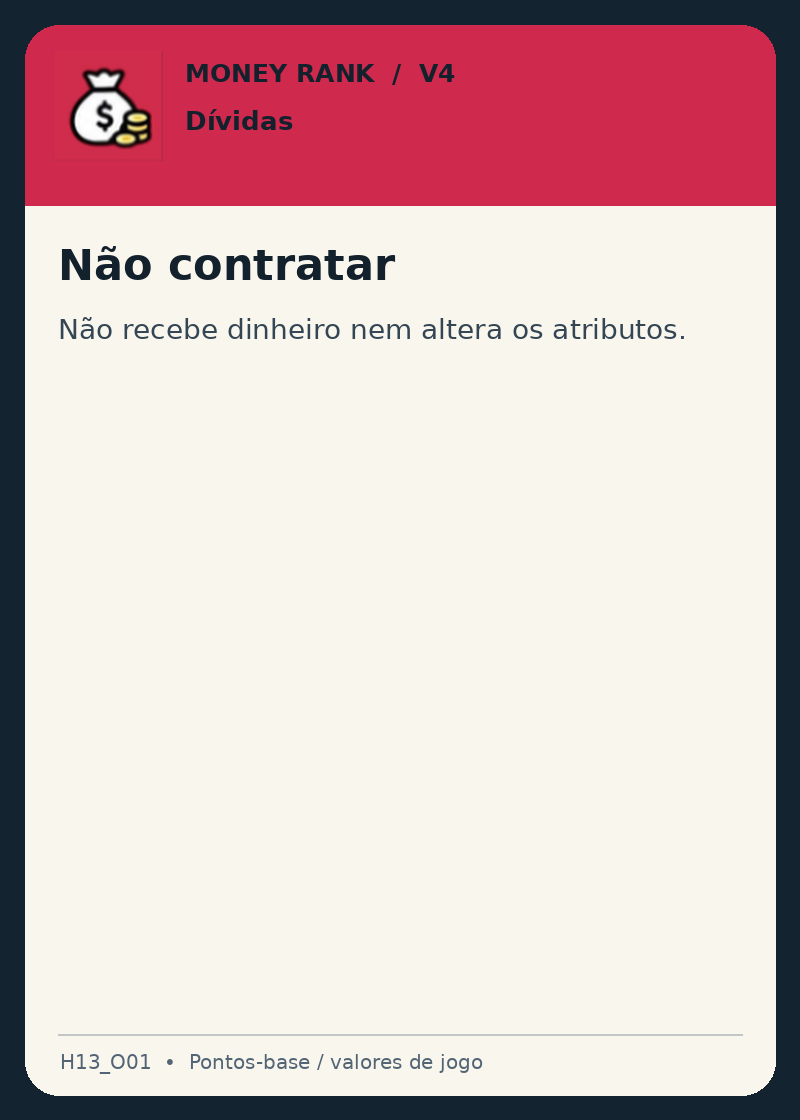 MONEY RANK / V4
Dívidas
$
Não contratar
Não recebe dinheiro nem altera os atributos.
H13_O01 • Pontos-base / valores de jogo